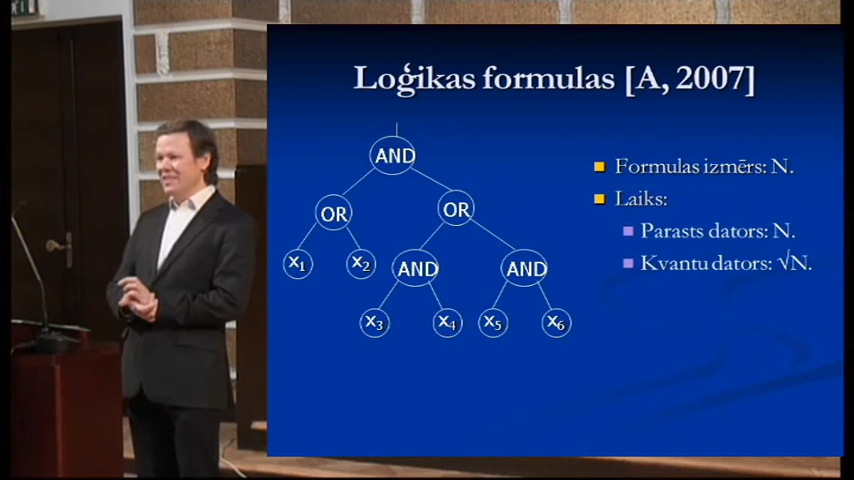 Loģikas formulas [A, 2007]
AND
OR
OR
x1
x2
AND
AND
x3
x4
x5
x6
Formulas izmērs: N.
Laiks:
Parasts dators: N.
Kvantu dators: √N.